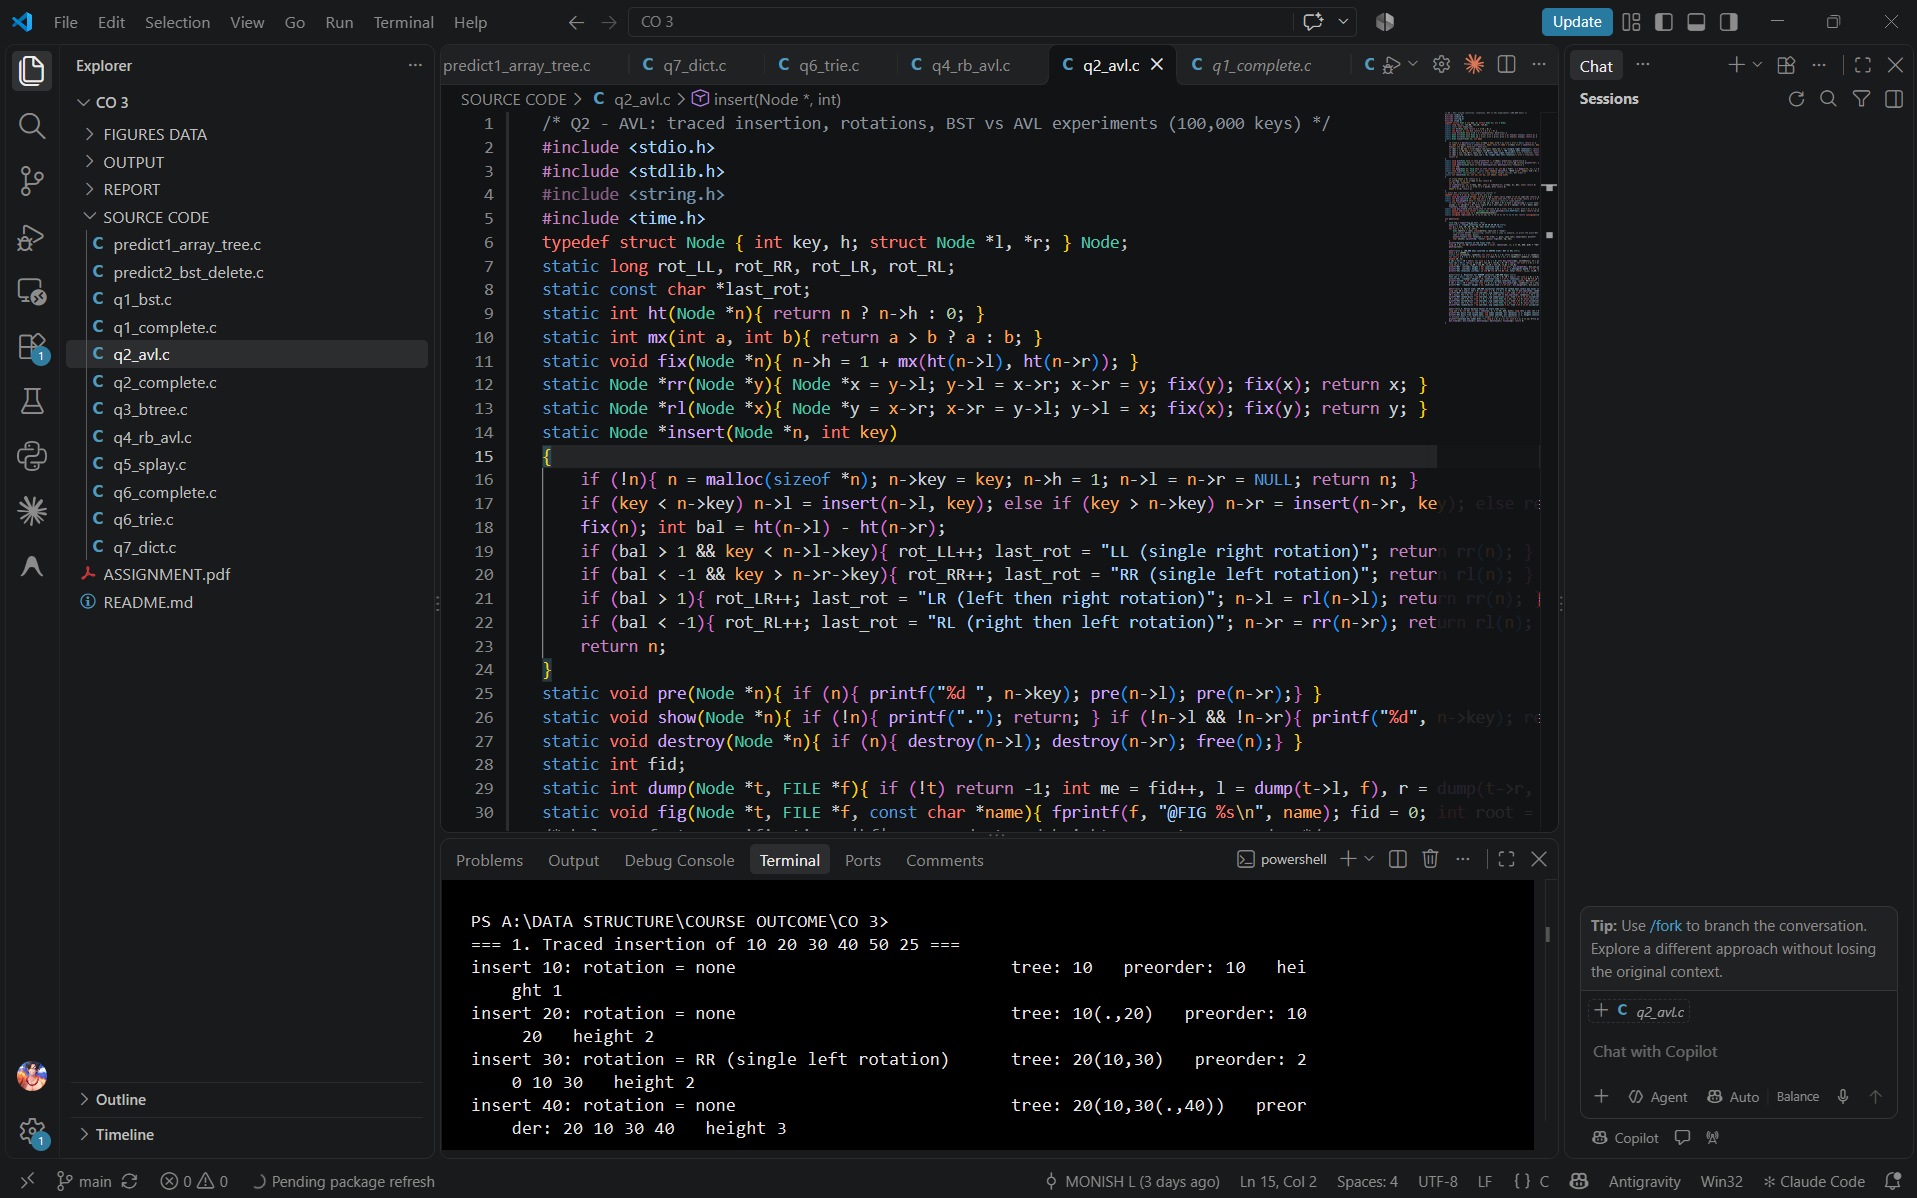 File Edit Selection View Go Run Terminal Help
CO 3
Update
Explorer
CO 3
FIGURES DATA
OUTPUT
REPORT
SOURCE CODE
C predict1_array_tree.c
C predict2_bst_delete.c
C q1_bst.c
C q1_complete.c
C q2_avl.c
C q2_complete.c
C q3_btree.c
C q4_rb_avl.c
C q5_splay.c
C q6_complete.c
C q6_trie.c
C q7_dict.c
ASSIGNMENT.pdf
README.md
Outline
Timeline
1
1
predict1_array_tree.c C q7_dict.c C q6_trie.c C q4_rb_avl.c C q2_avl.c C q1_complete.c C
SOURCE CODE > C q2_avl.c > insert(Node *, int)
1 /* Q2 - AVL: traced insertion, rotations, BST vs AVL experiments (100,000 keys) */
2 #include <stdio.h>
3 #include <stdlib.h>
4 #include <string.h>
5 #include <time.h>
6 typedef struct Node { int key, h; struct Node *l, *r; } Node;
7 static long rot_LL, rot_RR, rot_LR, rot_RL;
8 static const char *last_rot;
9 static int ht(Node *n){ return n ? n->h : 0; }
10 static int mx(int a, int b){ return a > b ? a : b; }
11 static void fix(Node *n){ n->h = 1 + mx(ht(n->l), ht(n->r)); }
12 static Node *rr(Node *y){ Node *x = y->l; y->l = x->r; x->r = y; fix(y); fix(x); return x; }
13 static Node *rl(Node *x){ Node *y = x->r; x->r = y->l; y->l = x; fix(x); fix(y); return y; }
14 static Node *insert(Node *n, int key)
15 {
16 if (!n){ n = malloc(sizeof *n); n->key = key; n->h = 1; n->l = n->r = NULL; return n; }
17 if (key < n->key) n->l = insert(n->l, key); else if (key > n->key) n->r = insert(n->r, key); else
18 fix(n); int bal = ht(n->l) - ht(n->r);
19 if (bal > 1 && key < n->l->key){ rot_LL++; last_rot = "LL (single right rotation)"; return rr(n); }
20 if (bal < -1 && key > n->r->key){ rot_RR++; last_rot = "RR (single left rotation)"; return rl(n); }
21 if (bal > 1){ rot_LR++; last_rot = "LR (left then right rotation)"; n->l = rl(n->l); return rr(n); }
22 if (bal < -1){ rot_RL++; last_rot = "RL (right then left rotation)"; n->r = rr(n->r); return rl(n);
23 return n;
24 }
25 static void pre(Node *n){ if (n){ printf("%d ", n->key); pre(n->l); pre(n->r);} }
26 static void show(Node *n){ if (!n){ printf("."); return; } if (!n->l && !n->r){ printf("%d", n->key);
27 static void destroy(Node *n){ if (n){ destroy(n->l); destroy(n->r); free(n);} }
28 static int fid;
29 static int dump(Node *t, FILE *f){ if (!t) return -1; int me = fid++, l = dump(t->l, f), r = dump(t->r,
30 static void fig(Node *t, FILE *f, const char *name){ fprintf(f, "@FIG %s\n", name); fid = 0; int root =
Problems Output Debug Console Terminal Ports Comments powershell
PS A:\DATA STRUCTURE\COURSE OUTCOME\CO 3>
=== 1. Traced insertion of 10 20 30 40 50 25 ===
insert 10: rotation = none tree: 10 preorder: 10 hei
ght 1
insert 20: rotation = none tree: 10(.,20) preorder: 10
20 height 2
insert 30: rotation = RR (single left rotation) tree: 20(10,30) preorder: 2
0 10 30 height 2
insert 40: rotation = none tree: 20(10,30(.,40)) preor
der: 20 10 30 40 height 3
Chat
Sessions
Tip: Use /fork to branch the conversation.
Explore a different approach without losing
the original context.
C q2_avl.c
Chat with Copilot
Agent Auto Balance
Copilot
main 0 0 Pending package refresh MONISH L (3 days ago) Ln 15, Col 2 Spaces: 4 UTF-8 LF { } C Antigravity Win32 Claude Code